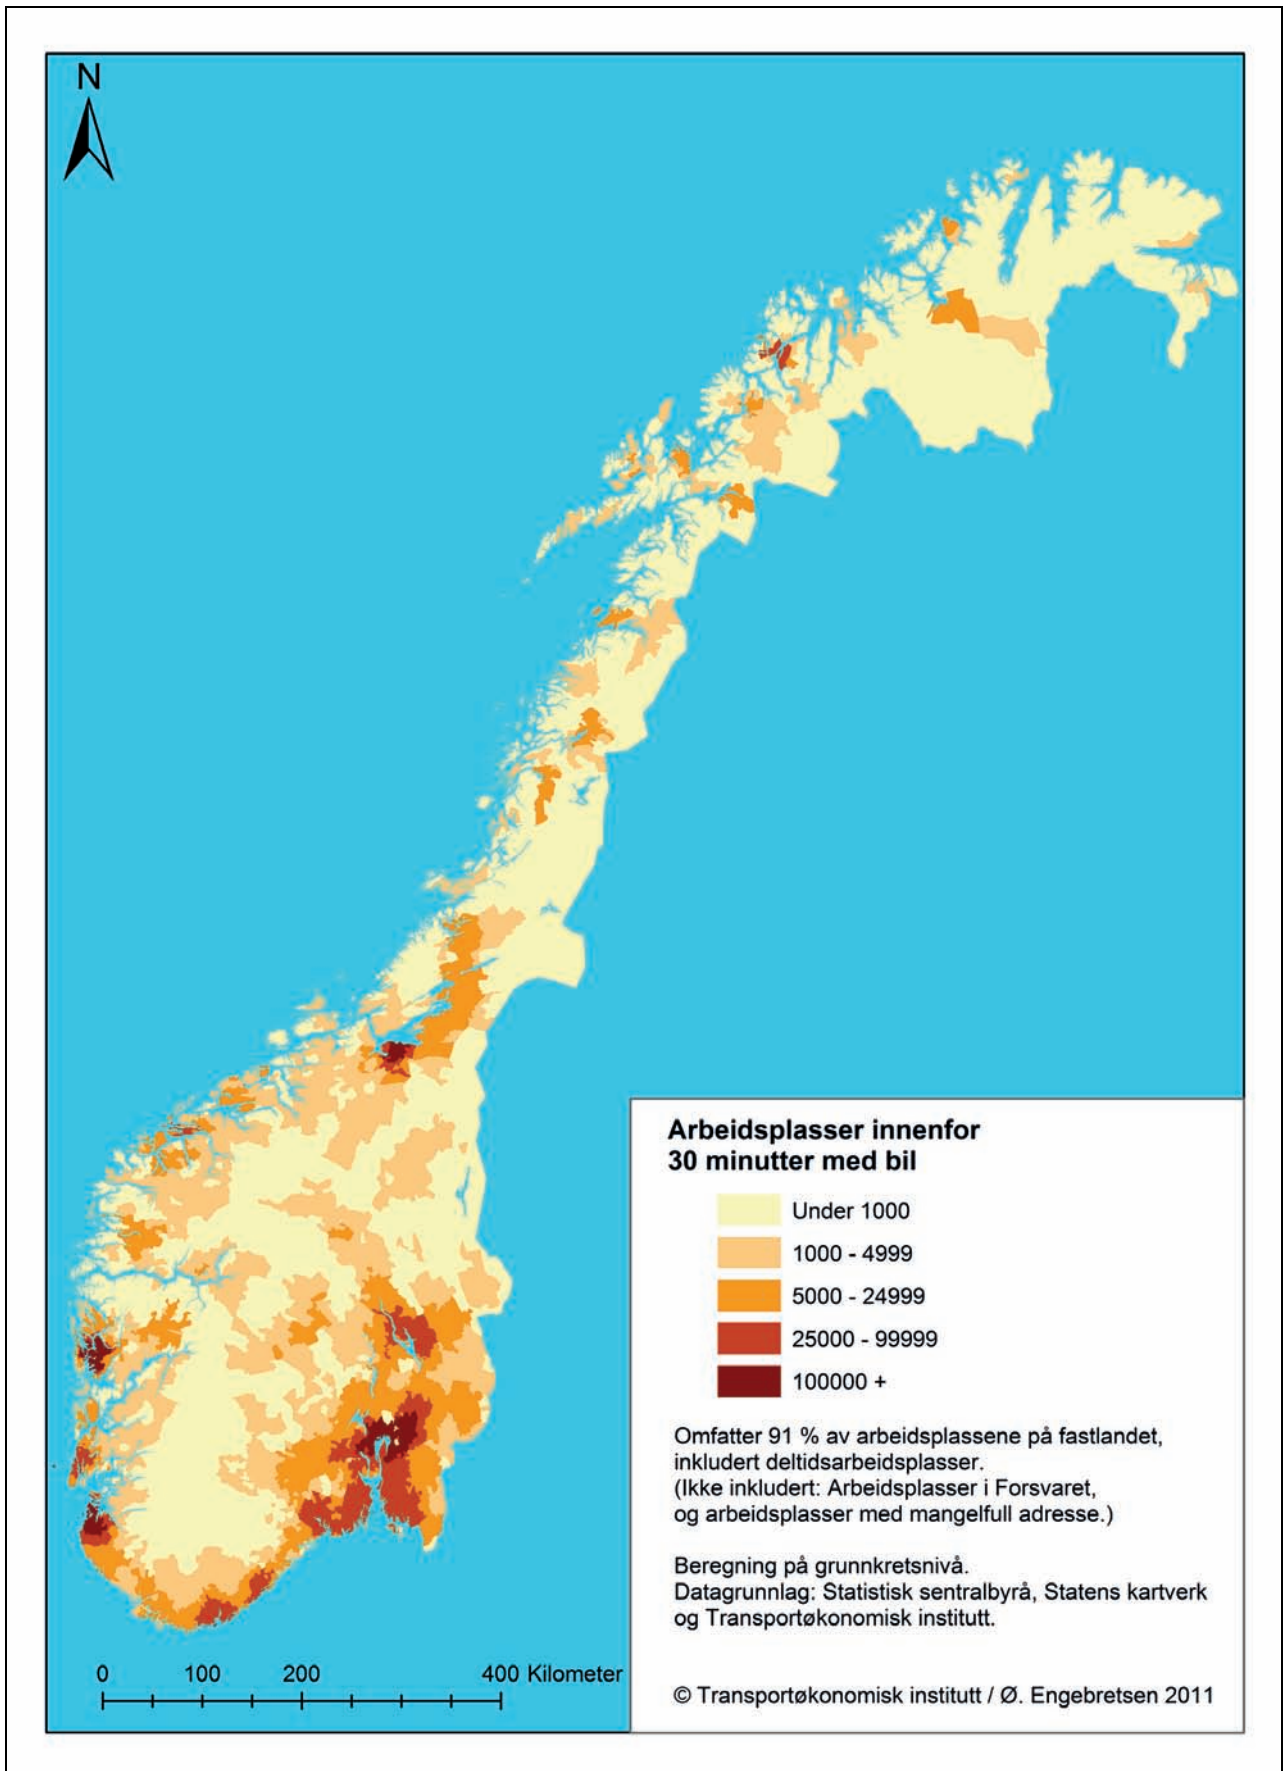 N
Arbeidsplasser innenfor
30 minutter med bil
Under 1000
1000 - 4999
5000 - 24999
25000 - 99999
100000 +
Omfatter 91 % av arbeidsplassene på fastlandet,
inkludert deltidsarbeidsplasser.
(Ikke inkludert: Arbeidsplasser i Forsvaret,
og arbeidsplasser med mangelfull adresse.)
Beregning på grunnkretsnivå.
Datagrunnlag: Statistisk sentralbyrå, Statens kartverk
og Transportøkonomisk institutt.
0 100 200 400 Kilometer
© Transportøkonomisk institutt / Ø. Engebretsen 2011